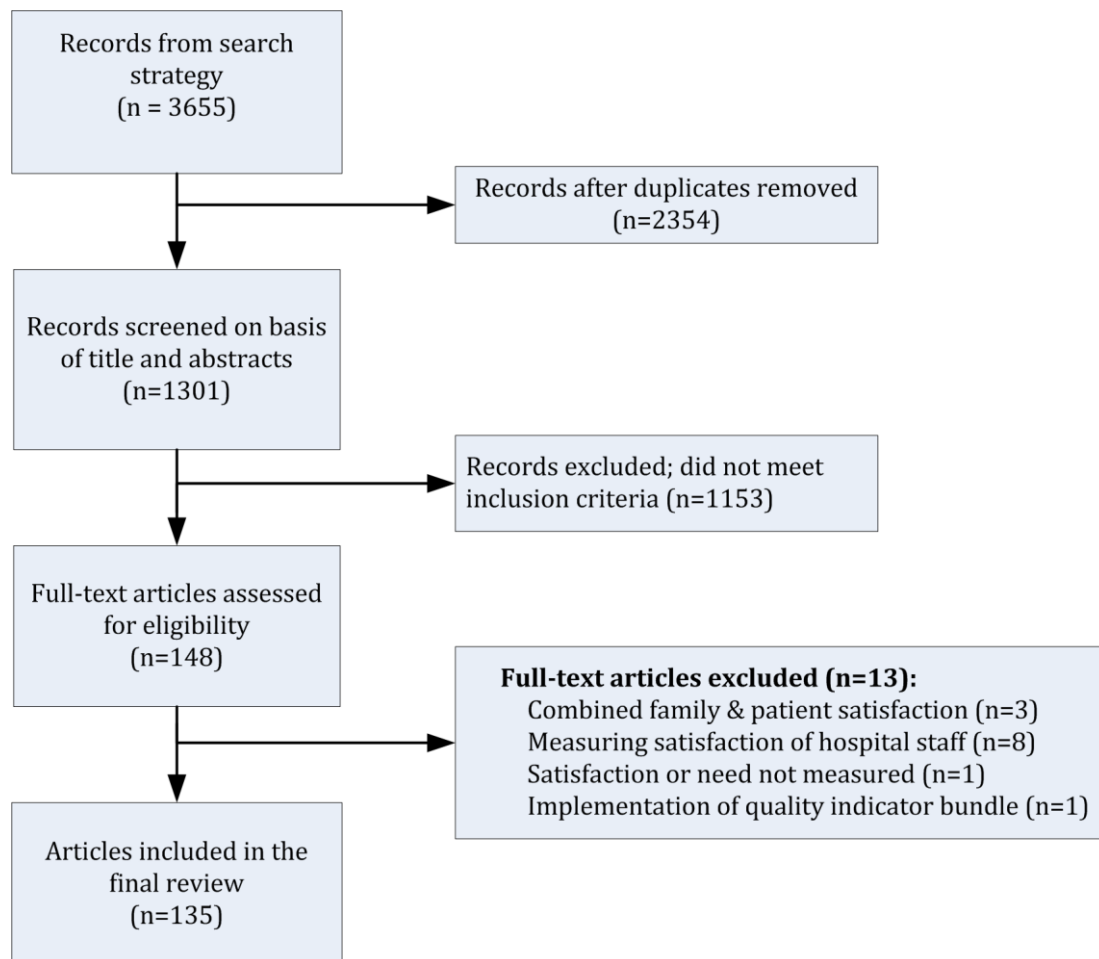 Records from search
strategy
(n = 3655)
Records after duplicates removed
(n=2354)
Records screened on basis
of title and abstracts
(n=1301)
Records excluded; did not meet
inclusion criteria (n=1153)
Full-text articles assessed
for eligibility
(n=148)
Full-text articles excluded (n=13):
Combined family & patient satisfaction (n=3)
Measuring satisfaction of hospital staff (n=8)
Satisfaction or need not measured (n=1)
Implementation of quality indicator bundle (n=1)
Articles included in the
final review
(n=135)